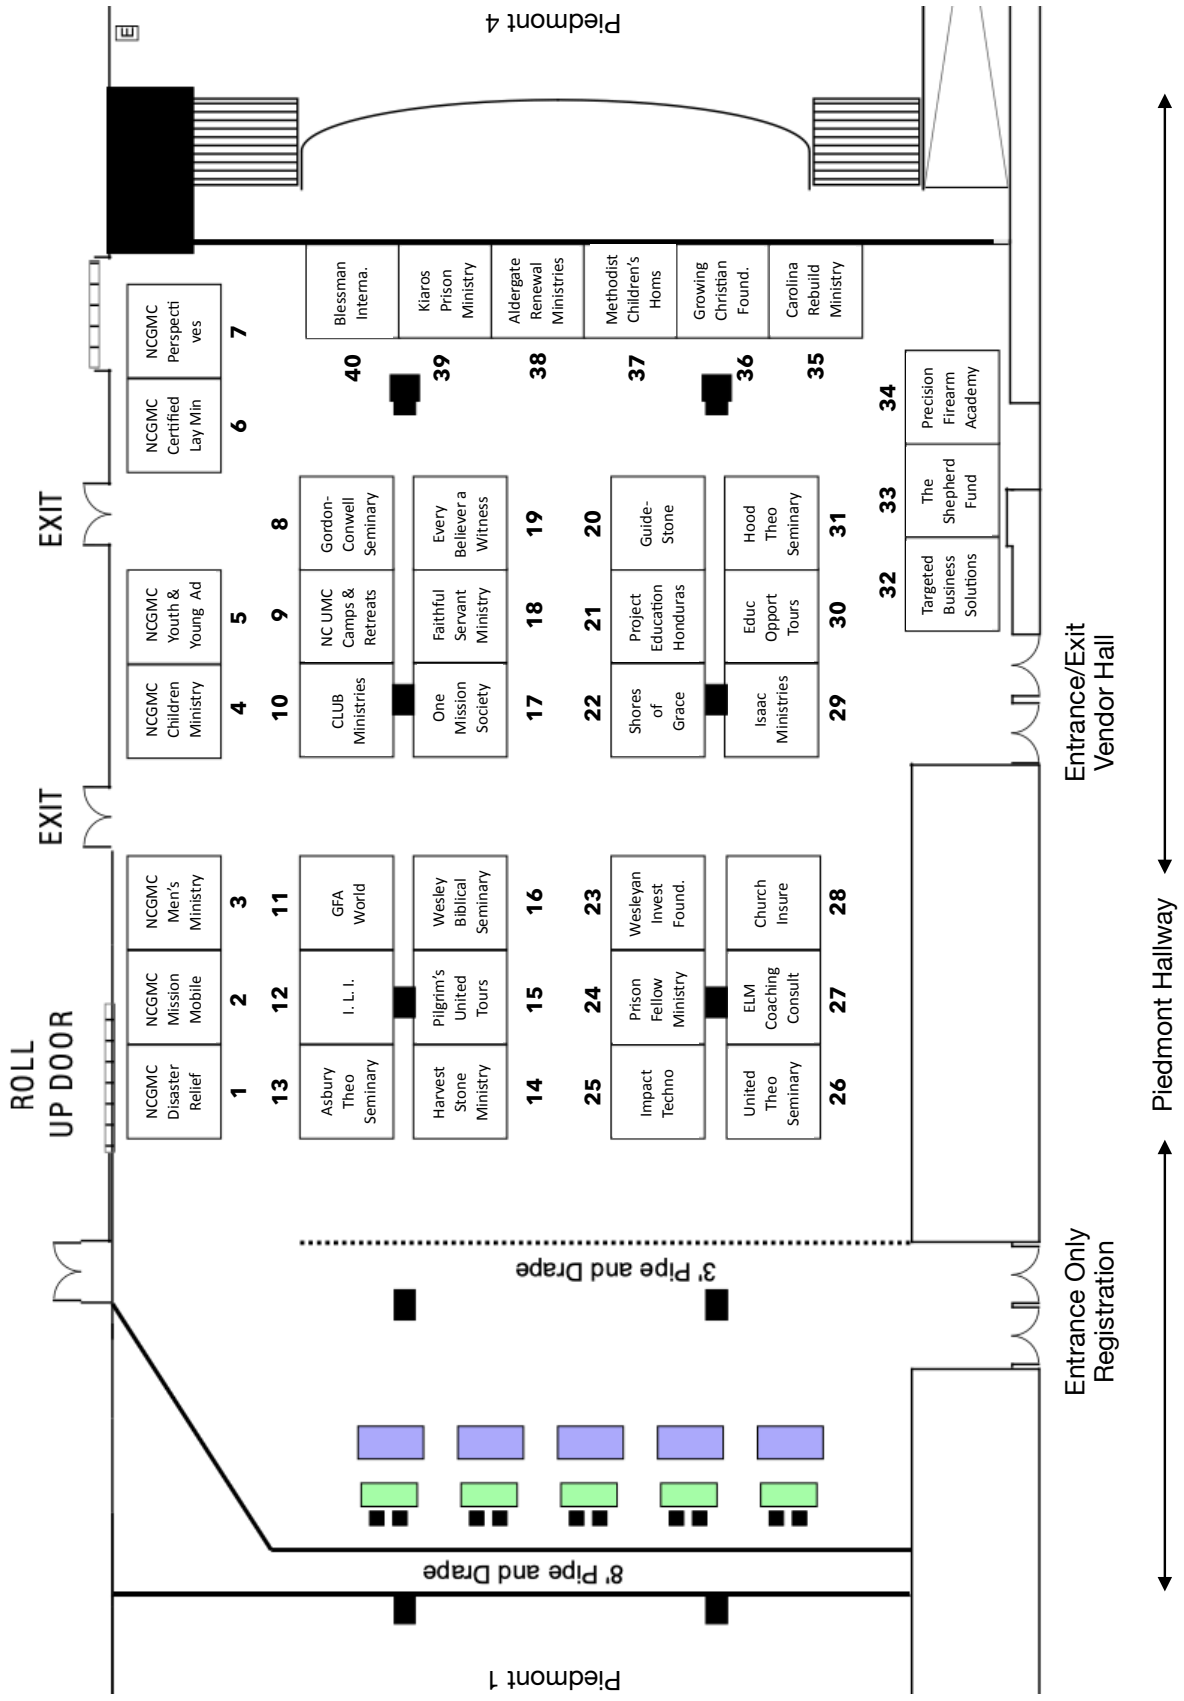 Piedmont 4
E
NCGMC
Perspecti
ves
7
NCGMC
Certified
Lay Min
6
EXIT
NCGMC
Youth &
Young Ad
5
NCGMC
Children
Ministry
4
EXIT
NCGMC
Men's
Ministry
3
NCGMC
Mission
Mobile
2
NCGMC
Disaster
Relief
1
ROLL
UP DOOR
Blessman
Interna.
40
Kiaros
Prison
Ministry
39
Aldergate
Renewal
Ministries
38
Methodist
Children's
Homs
37
Growing
Christian
Found.
36
Carolina
Rebuild
Ministry
35
34
Precision
Firearm
Academy
33
The
Shepherd
Fund
32
Targeted
Business
Solutions
8
Gordon-
Conwell
Seminary
9
NC UMC
Camps &
Retreats
10
CLUB
Ministries
Every
Believer a
Witness
19
Faithful
Servant
Ministry
18
One
Mission
Society
17
20
Guide-
Stone
21
Project
Education
Honduras
22
Shores
of
Grace
Hood
Theo
Seminary
31
Educ
Opport
Tours
30
Isaac
Ministries
29
11
GFA
World
12
I. L. I.
13
Asbury
Theo
Seminary
Wesley
Biblical
Seminary
16
Pilgrim's
United
Tours
15
Harvest
Stone
Ministry
14
23
Wesleyan
Invest
Found.
24
Prison
Fellow
Ministry
25
Impact
Techno
Church
Insure
28
ELM
Coaching
Consult
27
United
Theo
Seminary
26
Entrance/Exit
Vendor Hall
Piedmont Hallway
Entrance Only
Registration
3' Pipe and Drape
8' Pipe and Drape
Piedmont 1